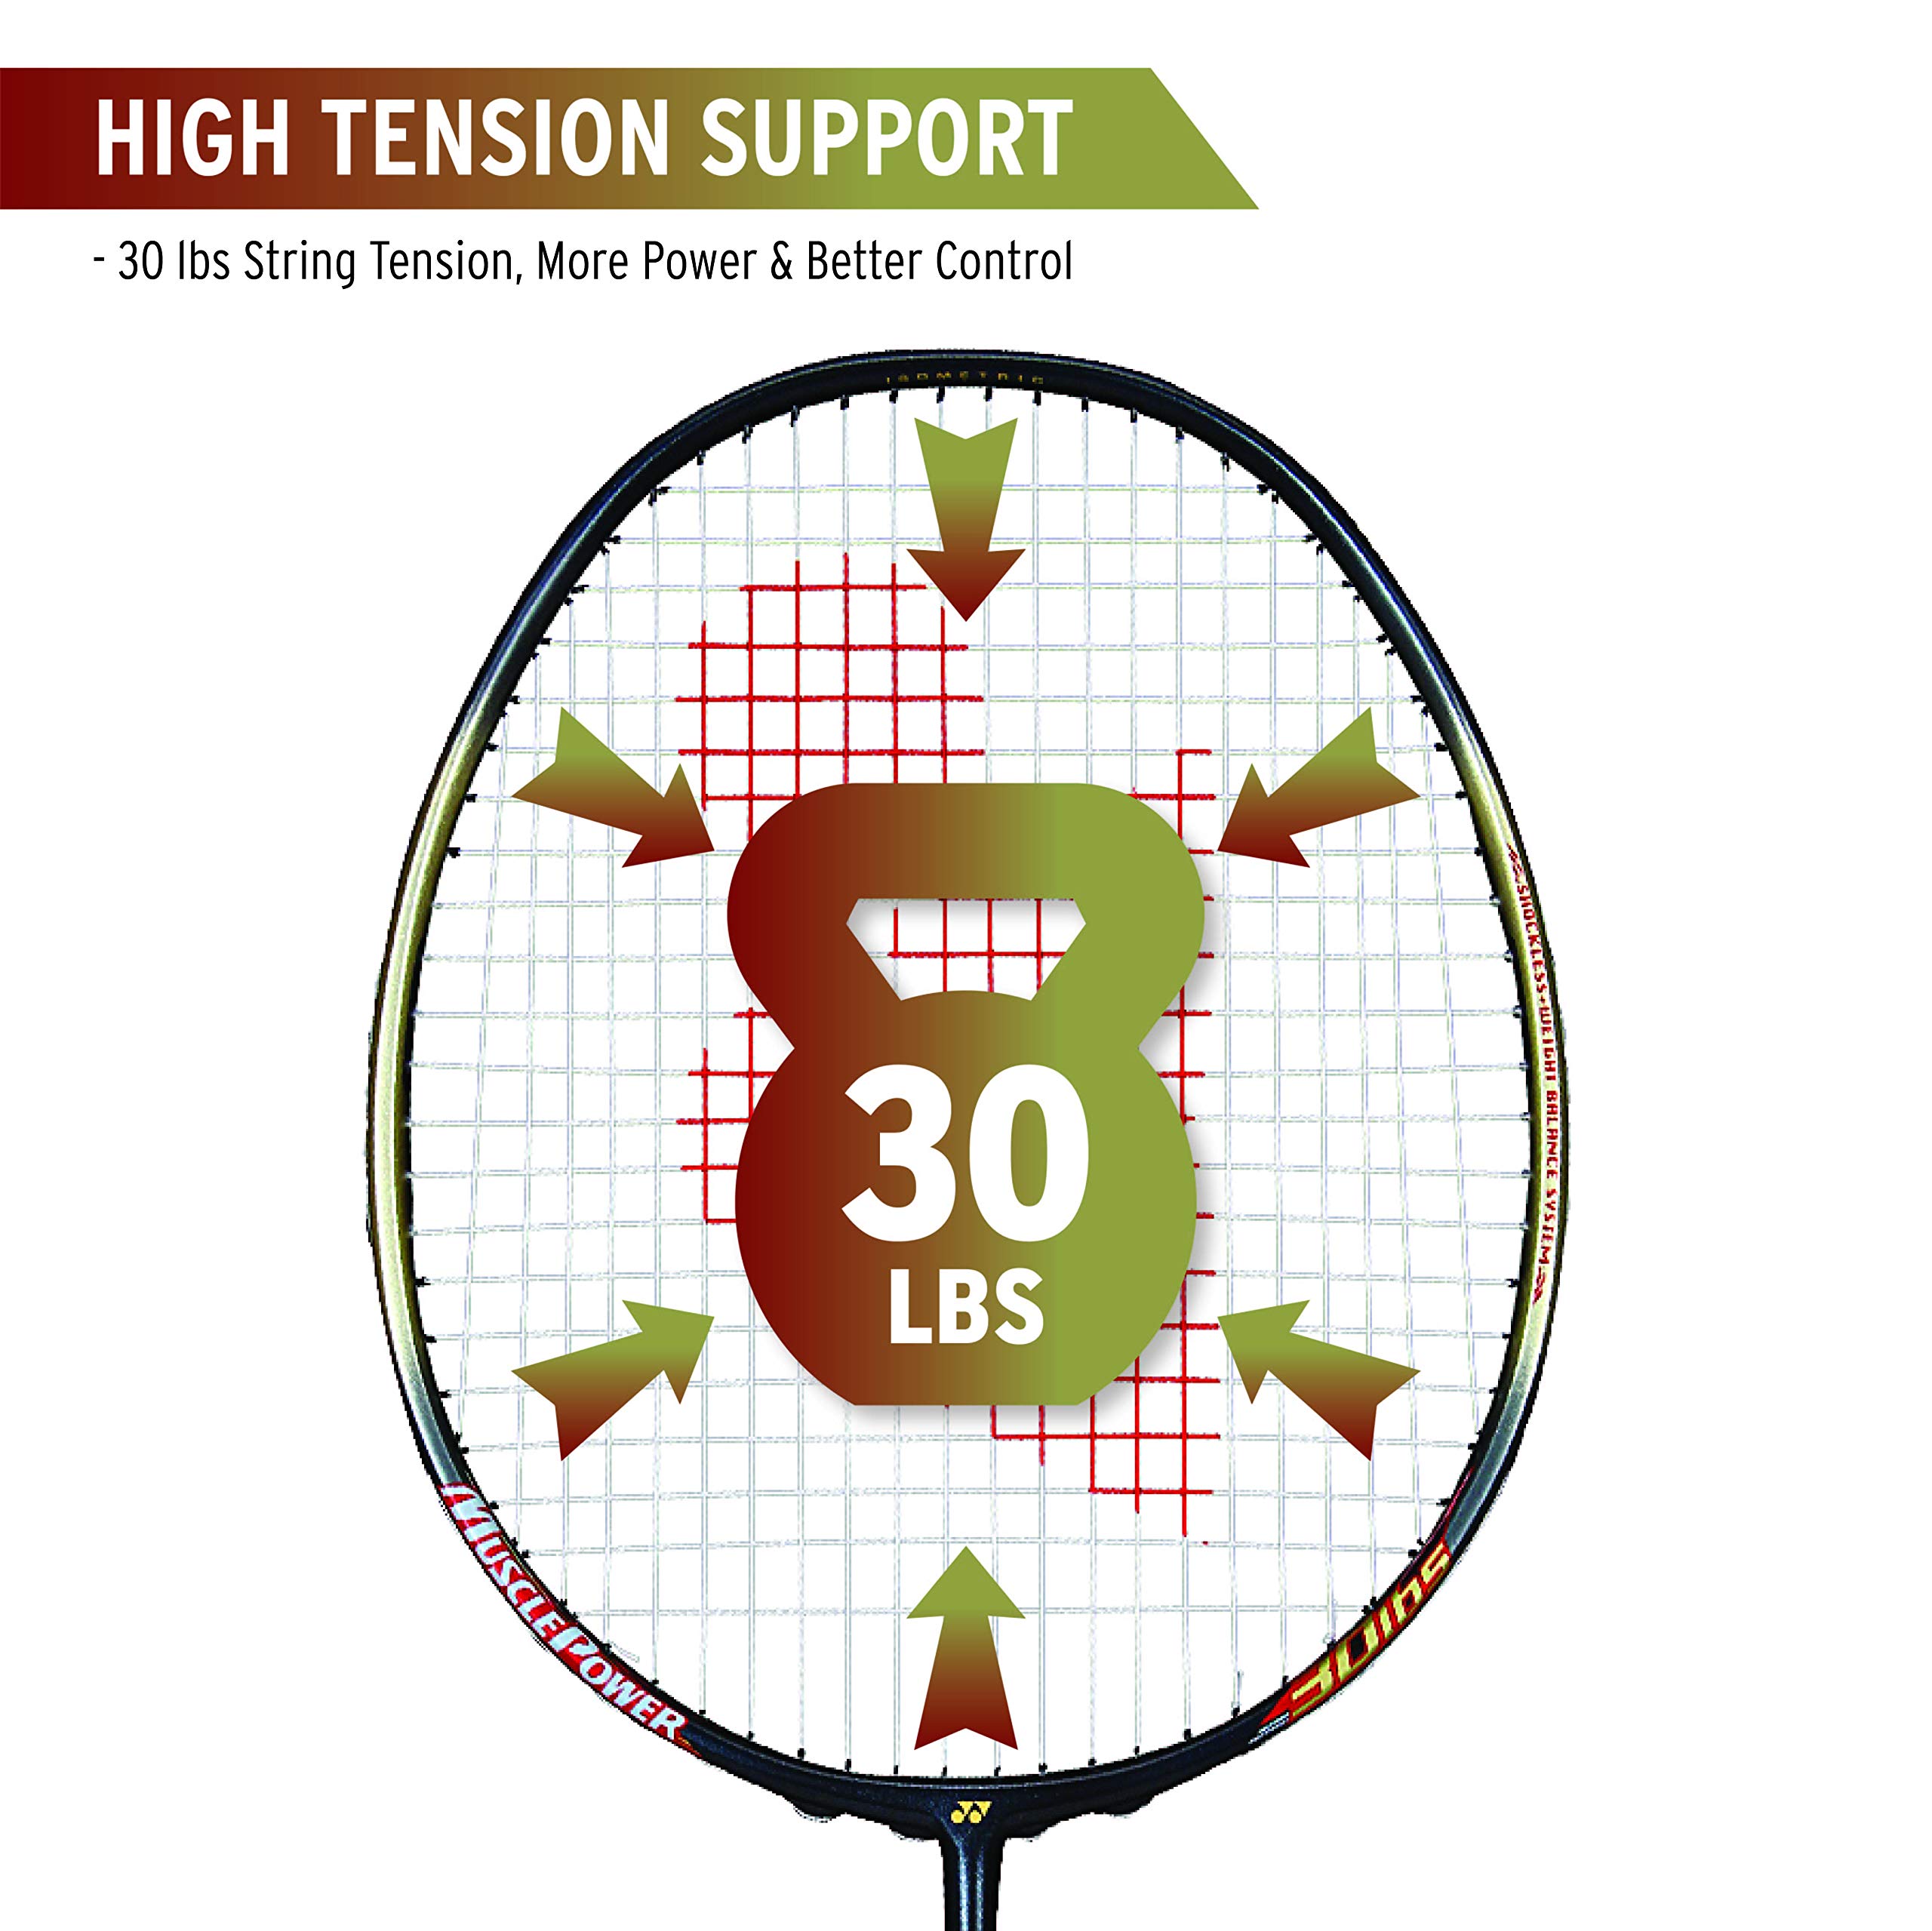 HIGH TENSION SUPPORT
- 30 lbs String Tension, More Power & Better Control
ISOMETRIC
SHOCKLESS+WEIGHT BALANCE SYSTEM
30
LBS
MUSCLEPOWER
30lbs